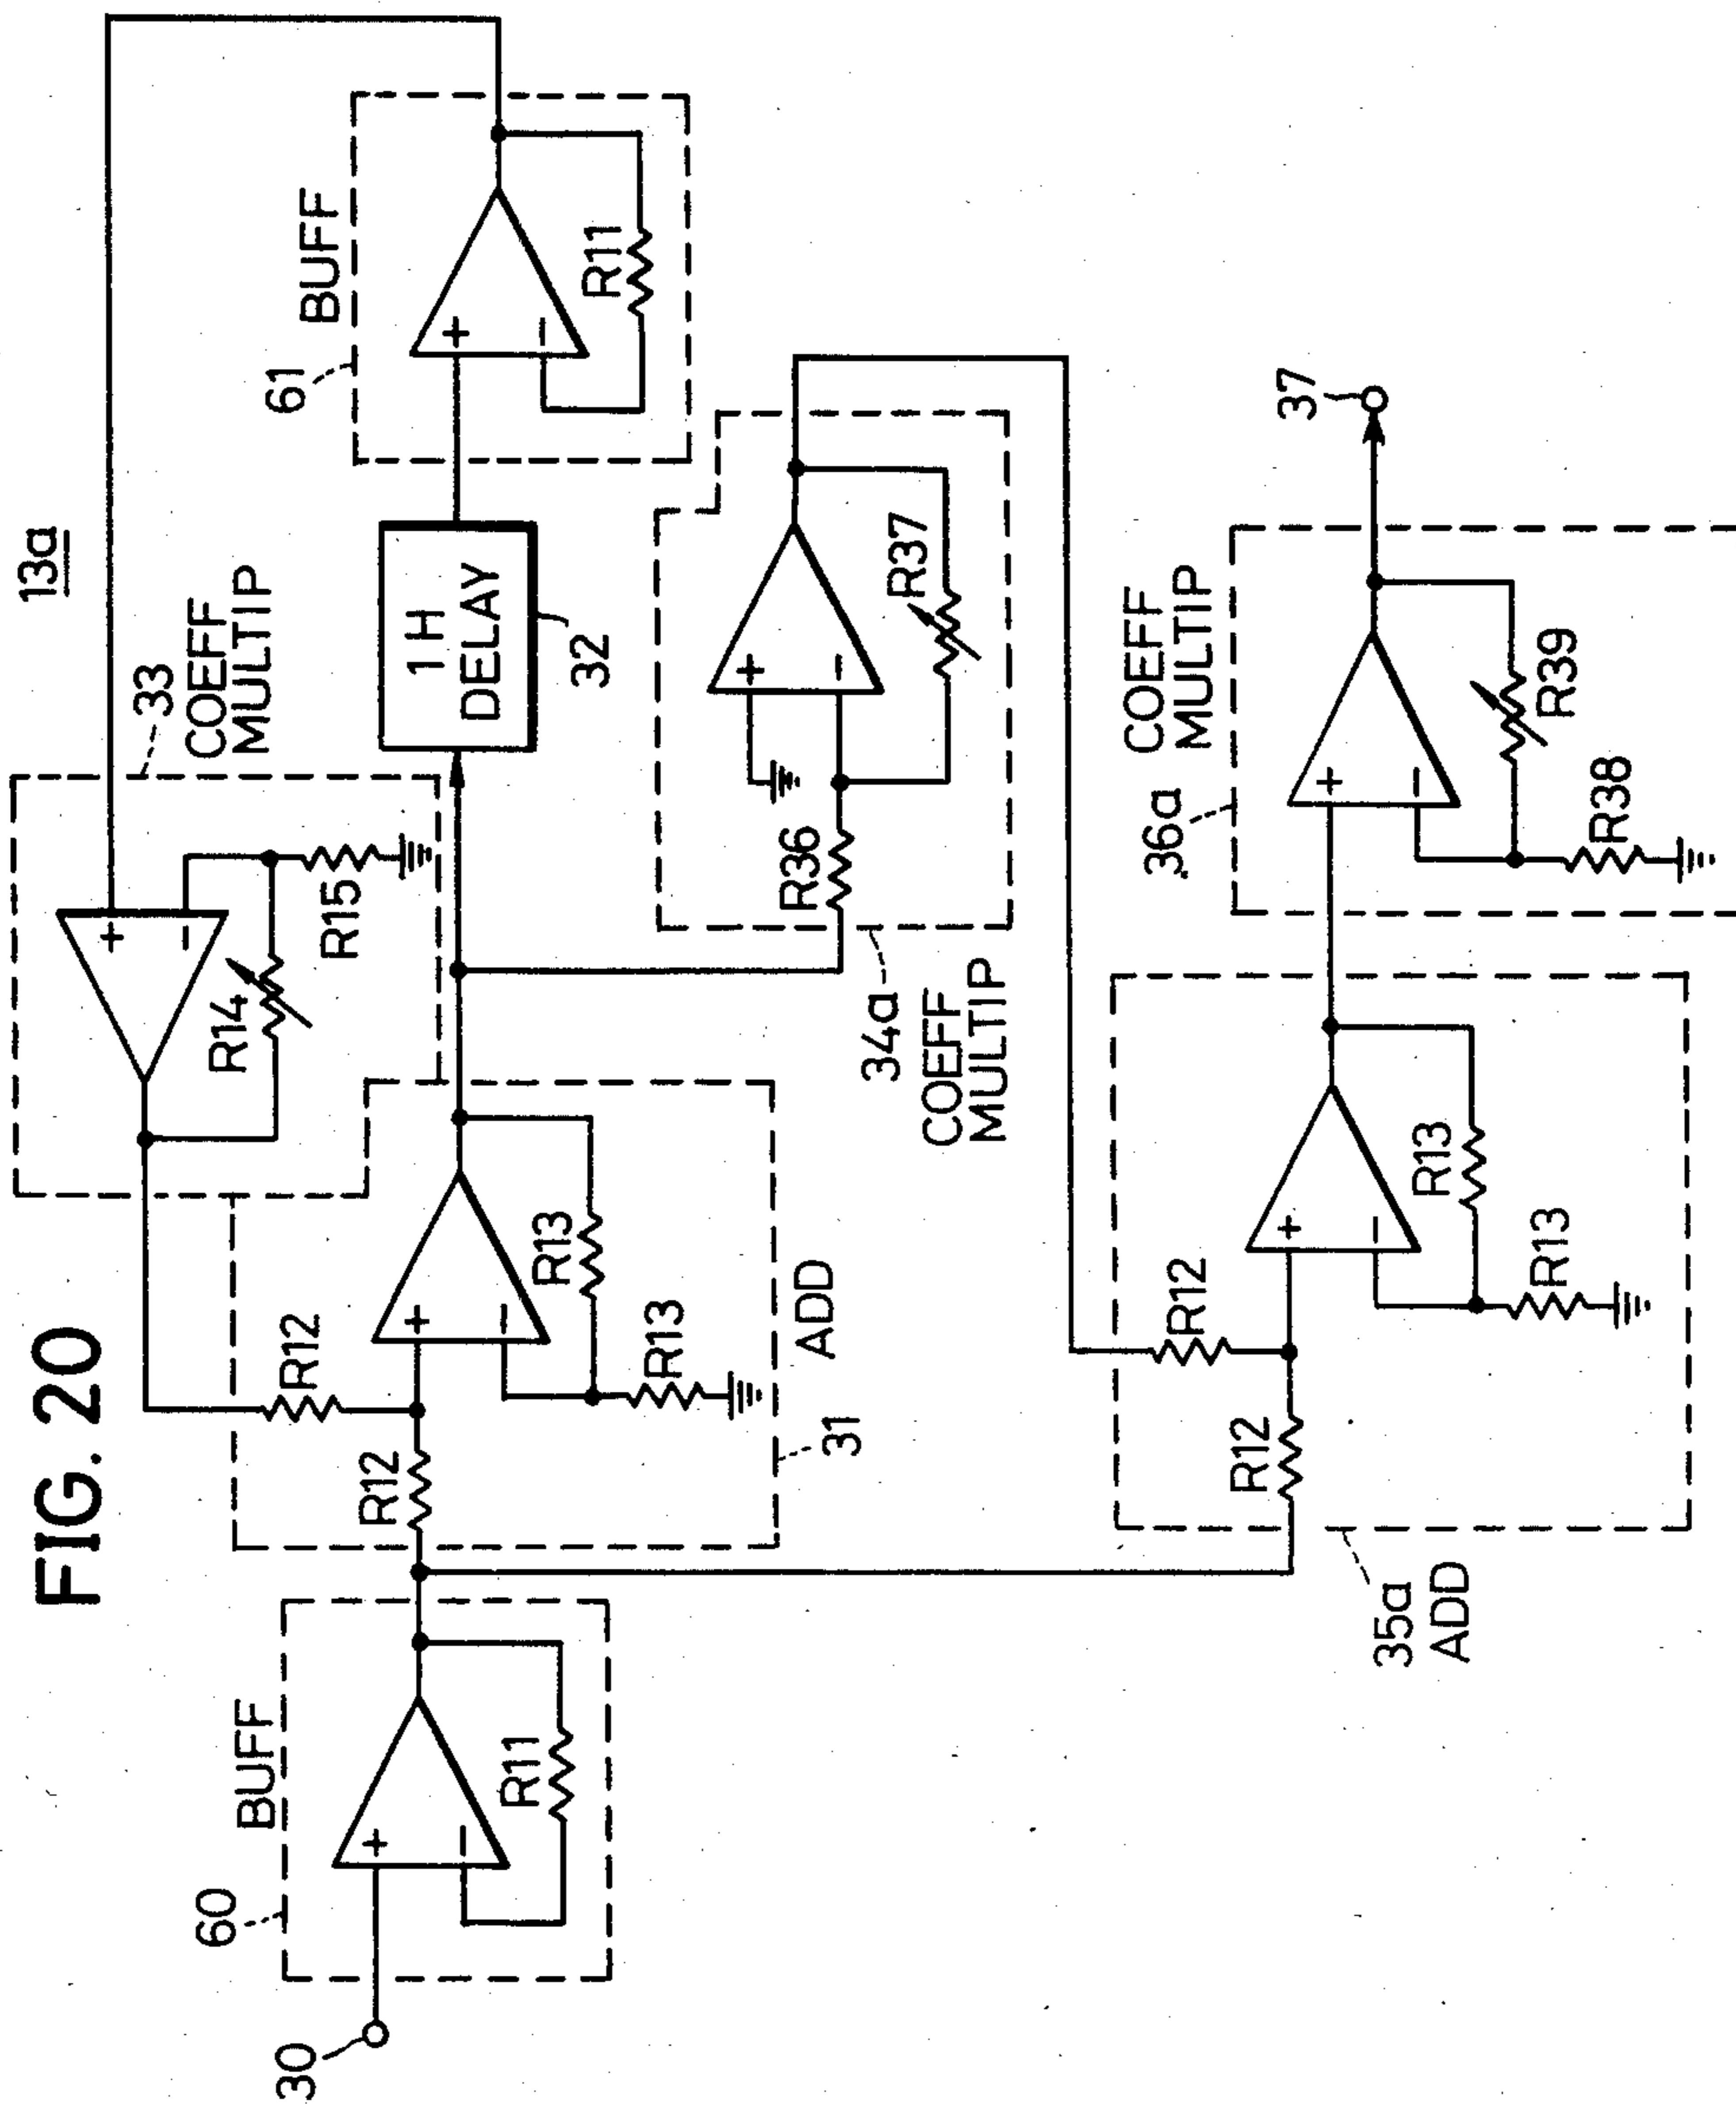 FIG. 20
13a
33
COEFF
MULTIP
+
−
R14
R15
BUFF
60
30
+
−
R11
R12
R12
+
−
R13
R13
ADD
31
1 H
DELAY
32
61
BUFF
+
−
R11
34a
COEFF
MULTIP
R36
+
−
R37
35a
ADD
R12
R12
+
−
R13
R13
36a
COEFF
MULTIP
+
−
R39
R38
37